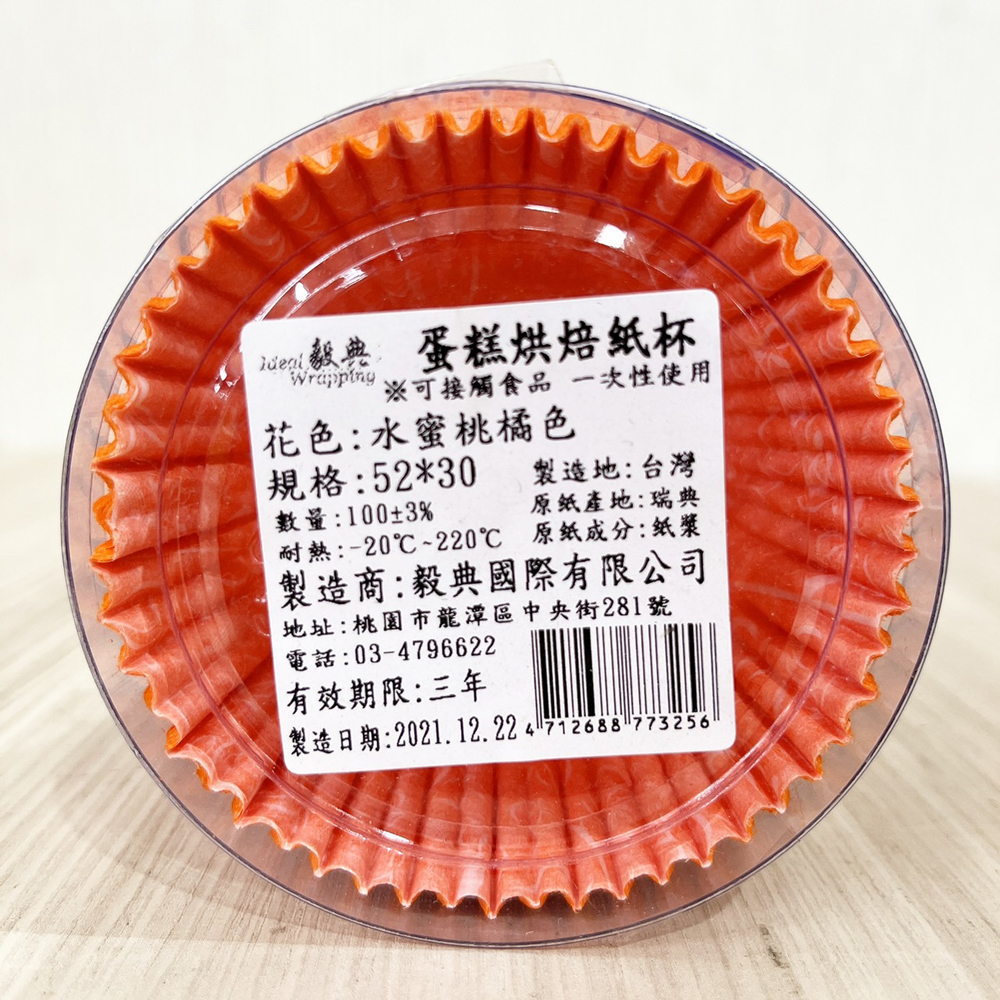 Ideal 毅典
Wrapping
蛋糕烘焙紙杯
※可接觸食品 一次性使用
花色:水蜜桃橘色
規格:52*30
製造地:台灣
數量:100±3%
原紙產地:瑞典
耐熱:-20℃~220℃
原紙成分:紙漿
製造商:毅典國際有限公司
地址:桃園市龍潭區中央街281號
電話:03-4796622
有效期限:三年
製造日期:2021.12.22
4 712688 773256